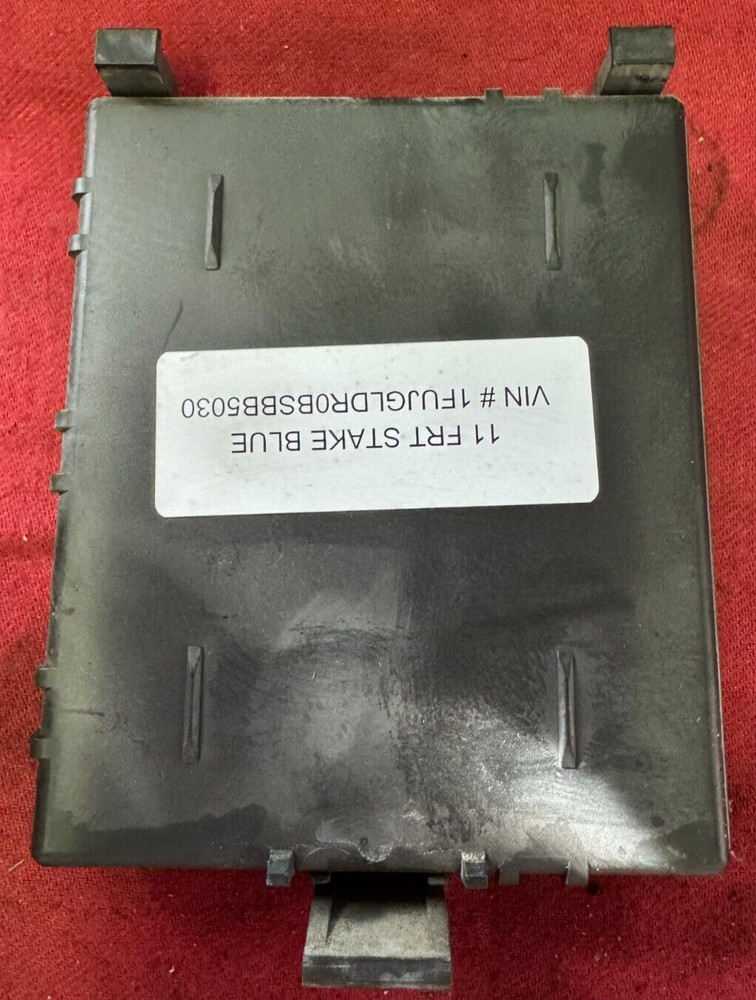 11 FRT STAKE BLUE
VIN # 1FUJGLDR0BSBB5030